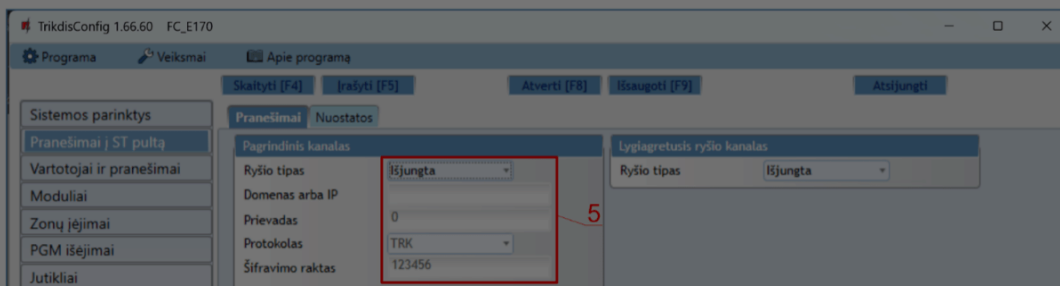 TrikdisConfig 1.66.60 FC_E170
Programa Veiksmai Apie programą
Skaityti [F4] Įrašyti [F5] Atverti [F8] Išsaugoti [F9] Atsijungti
Sistemos parinktys
Pranešimai į ST pultą
Vartotojai ir pranešimai
Moduliai
Zonų įėjimai
PGM išėjimai
Jutikliai
Pranešimai Nuostatos
Pagrindinis kanalas
Ryšio tipas Išjungta
Domenas arba IP
Prievadas 0
Protokolas TRK
Šifravimo raktas 123456
5
Lygiagretusis ryšio kanalas
Ryšio tipas Išjungta